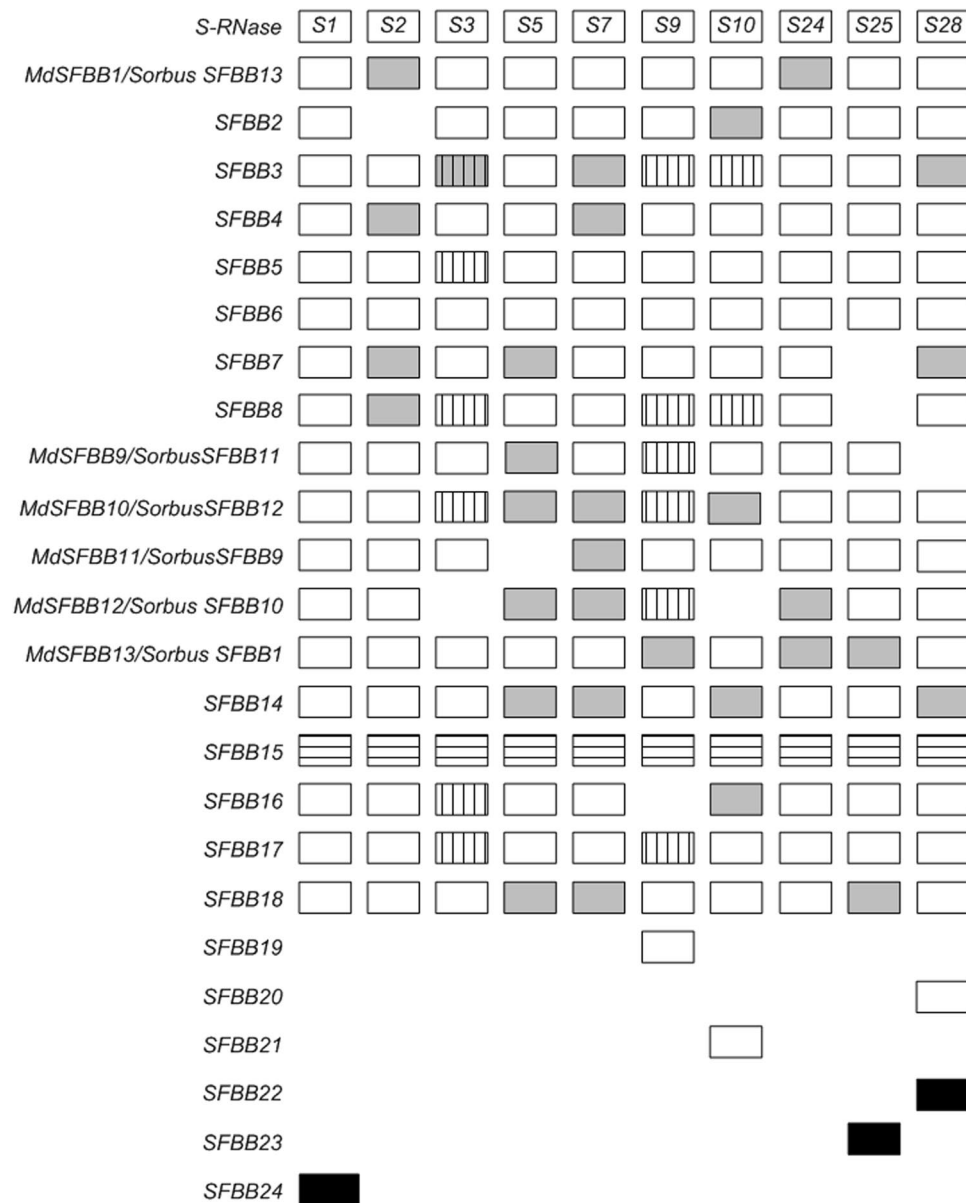 S-RNase S1 S2 S3 S5 S7 S9 S10 S24 S25 S28
MdSFBB1/Sorbus SFBB13
SFBB2
SFBB3
SFBB4
SFBB5
SFBB6
SFBB7
SFBB8
MdSFBB9/SorbusSFBB11
MdSFBB10/SorbusSFBB12
MdSFBB11/SorbusSFBB9
MdSFBB12/Sorbus SFBB10
MdSFBB13/Sorbus SFBB1
SFBB14
SFBB15
SFBB16
SFBB17
SFBB18
SFBB19
SFBB20
SFBB21
SFBB22
SFBB23
SFBB24